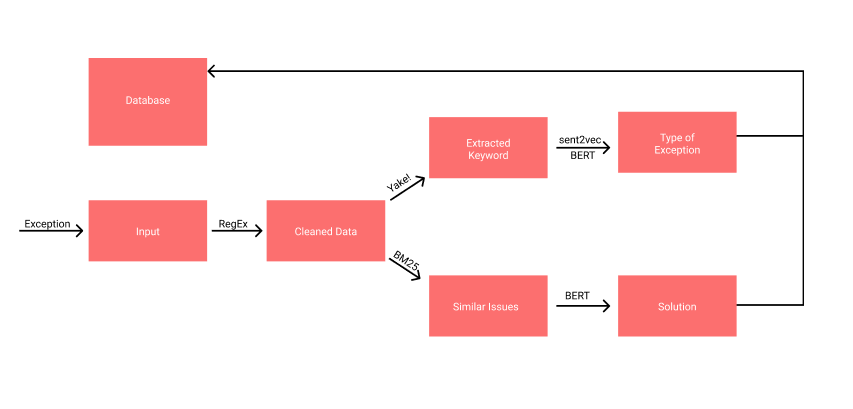 Database
Extracted
Keyword
sent2vec
BERT
Type of
Exception
Yake!
Exception
Input
RegEx
Cleaned Data
BM25
Similar Issues
BERT
Solution